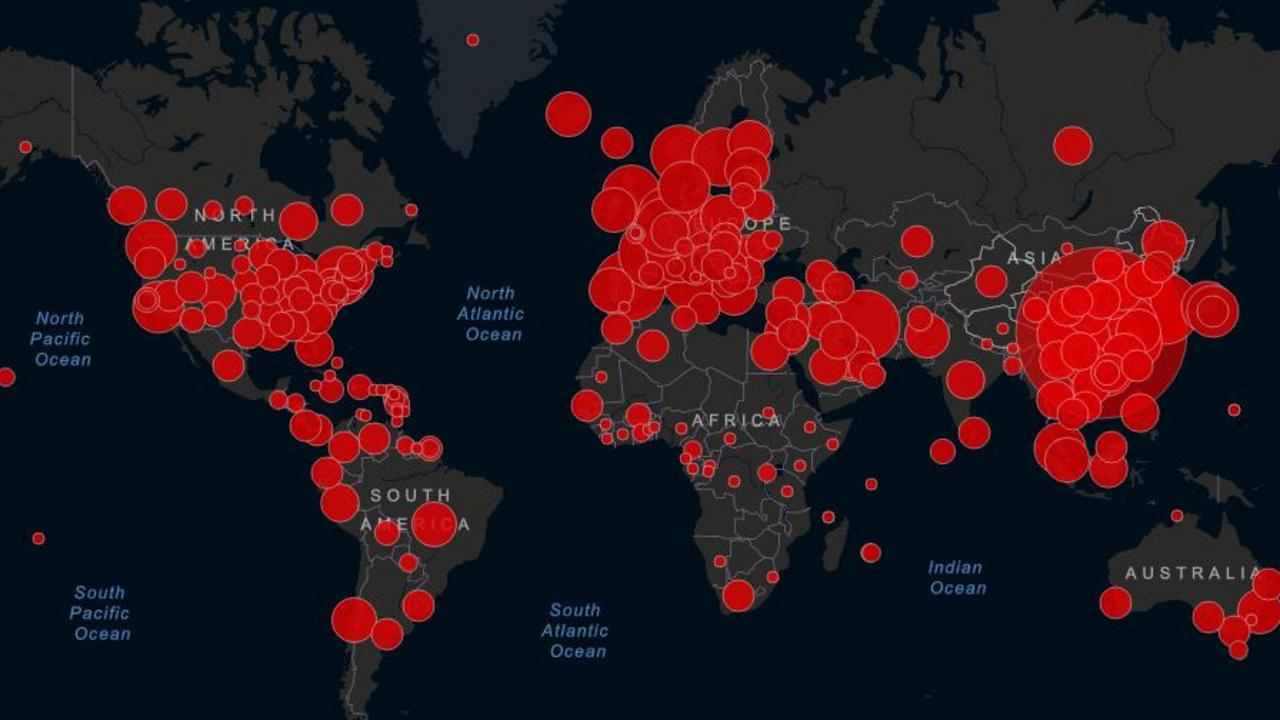 NORTH
AMERICA
EUROPE
ASIA
North
Pacific
Ocean
North
Atlantic
Ocean
AFRICA
SOUTH
AMERICA
South
Pacific
Ocean
South
Atlantic
Ocean
Indian
Ocean
AUSTRALIA